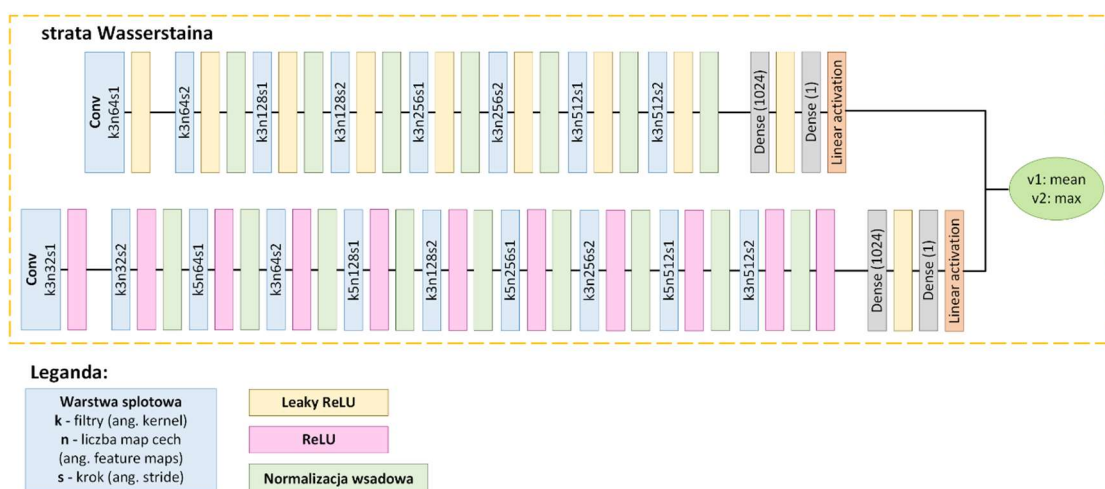 strata Wasserstaina
Conv
k3n64s1
k3n64s2
k3n128s1
k3n128s2
k3n256s1
k3n256s2
k3n512s1
k3n512s2
Dense (1024)
Dense (1)
Linear activation
v1: mean
v2: max
Conv
k3n32s1
k3n32s2
k5n64s1
k3n64s2
k5n128s1
k3n128s2
k5n256s1
k3n256s2
k5n512s1
k3n512s2
Dense (1024)
Dense (1)
Linear activation
Leganda:
Warstwa splotowa
k - filtry (ang. kernel)
n - liczba map cech
(ang. feature maps)
s - krok (ang. stride)
Leaky ReLU
ReLU
Normalizacja wsadowa